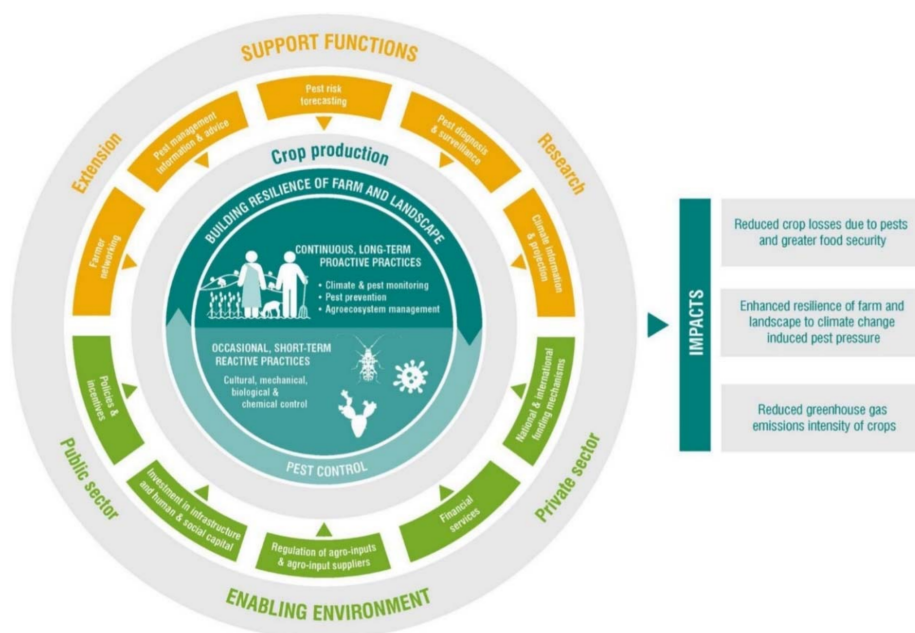 SUPPORT FUNCTIONS
Extension
Research
Farmer
networking
Pest management
information & advice
Pest risk
forecasting
Pest diagnosis
& surveillance
Climate information
& projection
Crop production
BUILDING RESILIENCE OF FARM AND LANDSCAPE
CONTINUOUS, LONG-TERM
PROACTIVE PRACTICES
• Climate & pest monitoring
• Pest prevention
• Agroecosystem management
OCCASIONAL, SHORT-TERM
REACTIVE PRACTICES
Cultural, mechanical,
biological &
chemical control
PEST CONTROL
Policies &
incentives
Investment in infrastructure
and human & social capital
Regulation of agro-inputs
& agro-input suppliers
Financial
services
National & international
funding mechanisms
Public sector
Private sector
ENABLING ENVIRONMENT
IMPACTS
Reduced crop losses due to pests
and greater food security
Enhanced resilience of farm and
landscape to climate change
induced pest pressure
Reduced greenhouse gas
emissions intensity of crops